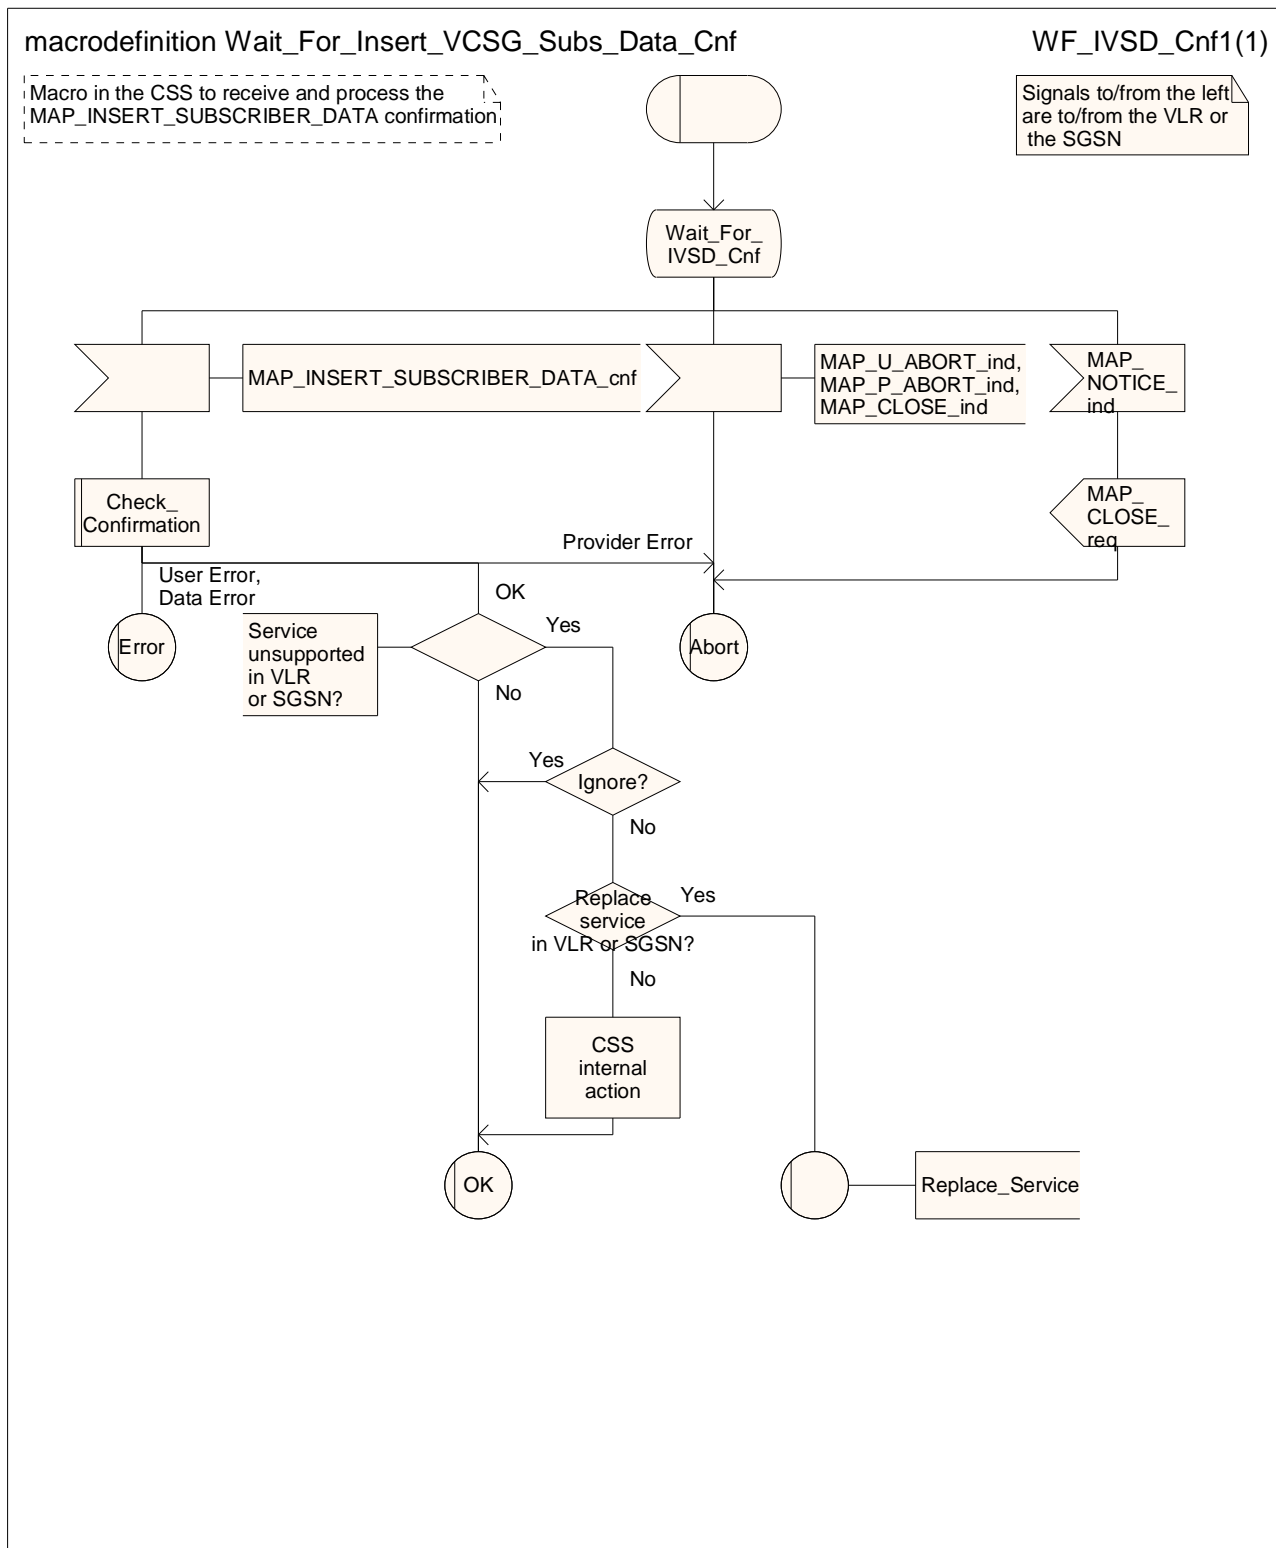 macrodefinition Wait_For_Insert_VCSG_Subs_Data_Cnf
WF_IVSD_Cnf1(1)
Macro in the CSS to receive and process the
MAP_INSERT_SUBSCRIBER_DATA confirmation
Signals to/from the left
are to/from the VLR or
the SGSN
Wait_For_
IVSD_Cnf
MAP_INSERT_SUBSCRIBER_DATA_cnf
MAP_U_ABORT_ind,
MAP_P_ABORT_ind,
MAP_CLOSE_ind
MAP_
NOTICE_
ind
Check_
Confirmation
MAP_
CLOSE_
req
Provider Error
User Error,
Data Error
OK
Error
Service
unsupported
in VLR
or SGSN?
Yes
Abort
No
Yes
Ignore?
No
Replace
service
in VLR or SGSN?
Yes
No
CSS
internal
action
OK
Replace_Service